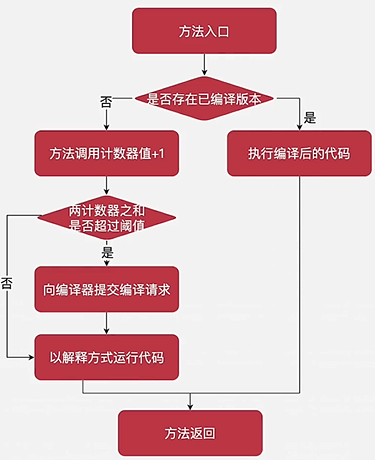 方法入口
是否存在已编译版本
否
是
方法调用计数器值+1
执行编译后的代码
两计数器之和
是否超过阈值
是
否
向编译器提交编译请求
以解释方式运行代码
方法返回